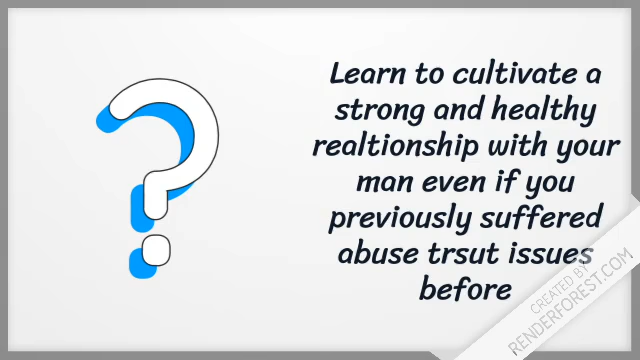 Learn to cultivate a
strong and healthy
realtionship with your
man even if you
previously suffered
abuse trsut issues
before
CREATED BY
RENDERFOREST.COM